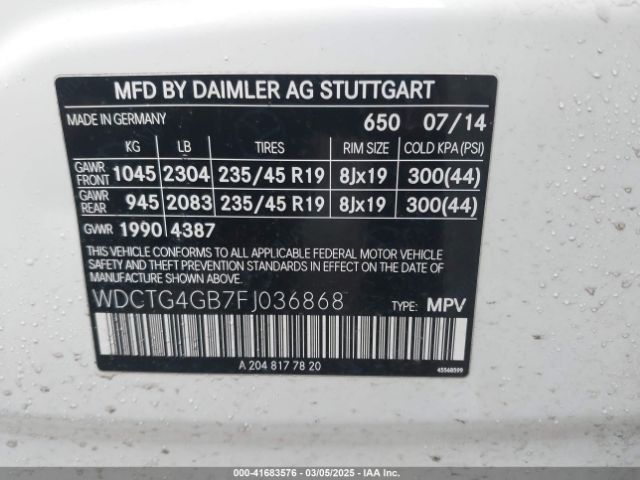 MFD BY DAIMLER AG STUTTGART
MADE IN GERMANY 650 07/14
KG LB TIRES RIM SIZE COLD KPA (PSI)
GAWR FRONT 1045 2304 235/45 R19 8Jx19 300(44)
GAWR REAR 945 2083 235/45 R19 8Jx19 300(44)
GVWR 1990 4387
THIS VEHICLE CONFORMS TO ALL APPLICABLE FEDERAL MOTOR VEHICLE
SAFETY AND THEFT PREVENTION STANDARDS IN EFFECT ON THE DATE OF
MANUFACTURE SHOWN ABOVE.
WDCTG4GB7FJ036868 TYPE: MPV
A 204 817 78 20 45568599
000-41683576 — 03/05/2025 — IAAI, Inc.